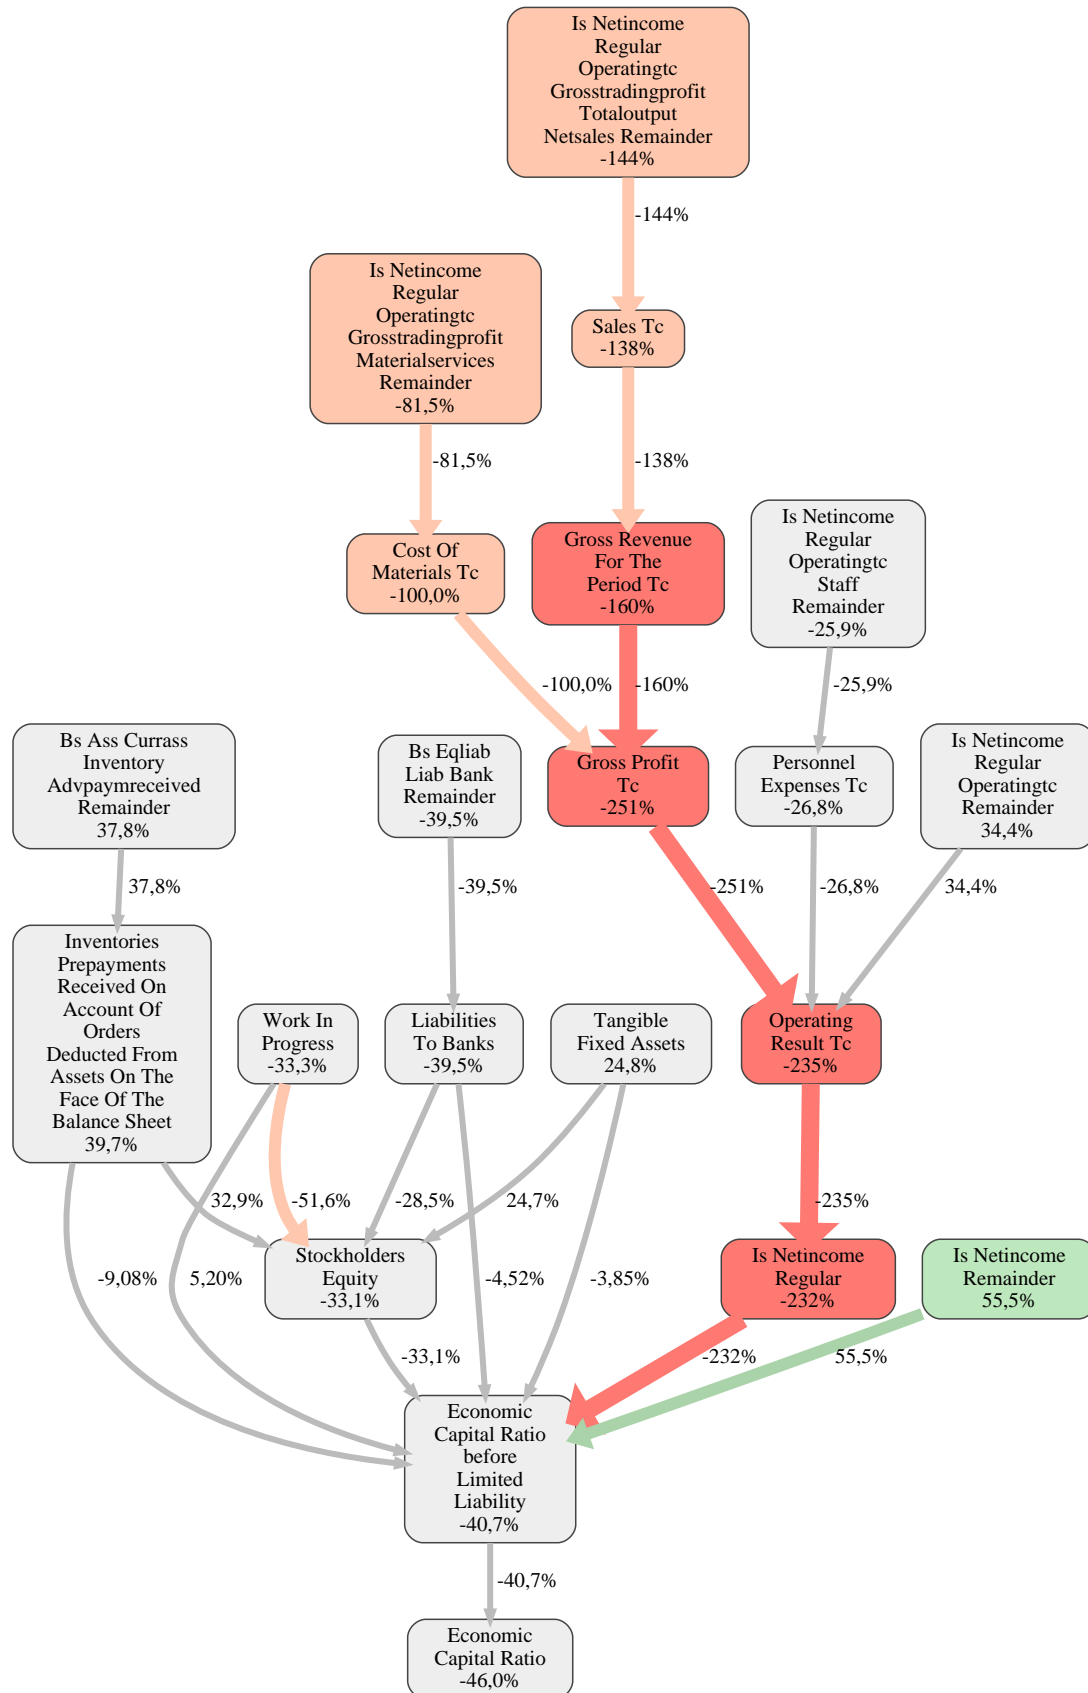 Is Netincome
Regular
Operatingtc
Grosstradingprofit
Totaloutput
Netsales Remainder
-144%
-144%
Is Netincome
Regular
Operatingtc
Grosstradingprofit
Materialservices
Remainder
-81,5%
Sales Tc
-138%
-81,5%
-138%
Is Netincome
Regular
Operatingtc
Staff
Remainder
-25,9%
Cost Of
Materials Tc
-100,0%
Gross Revenue
For The
Period Tc
-160%
-100,0%
-160%
-25,9%
Bs Ass Currass
Inventory
Advpaymreceived
Remainder
37,8%
Bs Eqliab
Liab Bank
Remainder
-39,5%
Gross Profit
Tc
-251%
Personnel
Expenses Tc
-26,8%
Is Netincome
Regular
Operatingtc
Remainder
34,4%
37,8%
-39,5%
-251%
-26,8%
34,4%
Inventories
Prepayments
Received On
Account Of
Orders
Deducted From
Assets On The
Face Of The
Balance Sheet
39,7%
Work In
Progress
-33,3%
Liabilities
To Banks
-39,5%
Tangible
Fixed Assets
24,8%
Operating
Result Tc
-235%
32,9%
-51,6%
-28,5%
24,7%
-235%
Stockholders
Equity
-33,1%
Is Netincome
Regular
-232%
Is Netincome
Remainder
55,5%
-9,08%
5,20%
-4,52%
-3,85%
-33,1%
-232%
55,5%
Economic
Capital Ratio
before
Limited
Liability
-40,7%
-40,7%
Economic
Capital Ratio
-46,0%